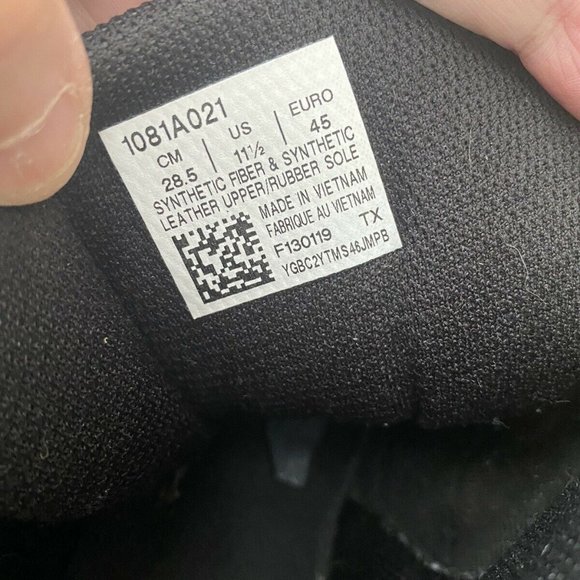 1081A021
CM | US | EURO
28.5 | 11½ | 45
SYNTHETIC FIBER & SYNTHETIC
LEATHER UPPER/RUBBER SOLE
MADE IN VIETNAM
FABRIQUE AU VIETNAM
F130119 TX
YGBC2YTMS46JMPB